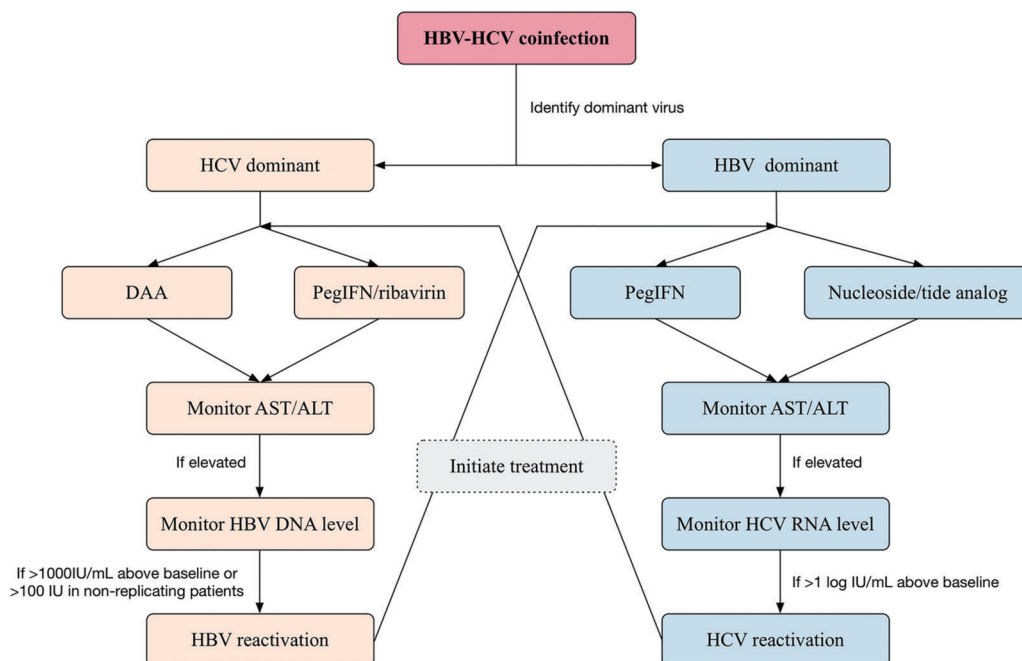 HBV-HCV coinfection
Identify dominant virus
HCV dominant
HBV dominant
DAA
PegIFN/ribavirin
PegIFN
Nucleoside/tide analog
Monitor AST/ALT
Monitor AST/ALT
If elevated
Initiate treatment
If elevated
Monitor HBV DNA level
Monitor HCV RNA level
If >1000IU/mL above baseline or
>100 IU in non-replicating patients
If >1 log IU/mL above baseline
HBV reactivation
HCV reactivation